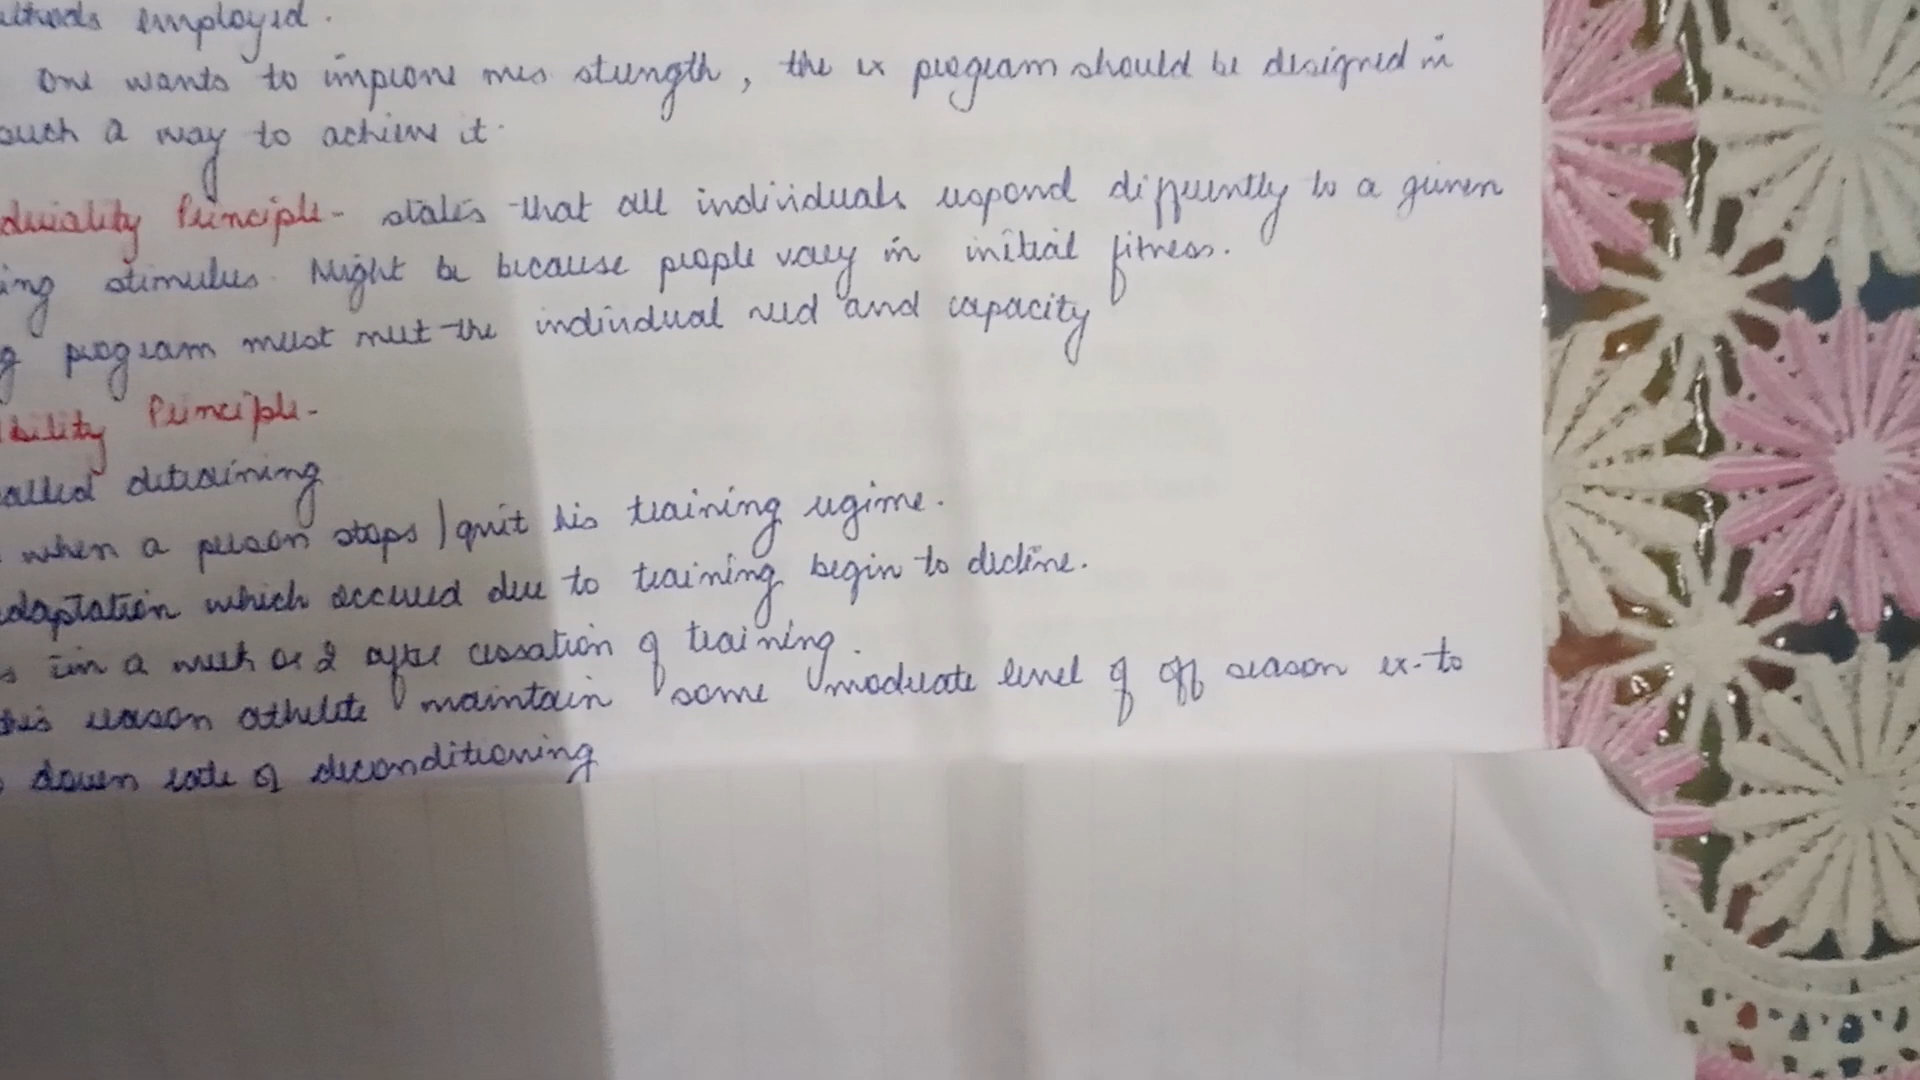 employed.
One wants to improve mus strength, the ex program should be designed in
such a way to achieve it.
Principle- states that all individuals respond differently to a given
stimulus. Might be because people vary in initial fitness.
program must meet the individual need and capacity
Principle-
detraining
when a person stops / quit his training regime.
adaptation which occured due to training begin to decline.
in a week or 2 after cessation of training.
reason athelete maintain some moderate level of off season ex. to
down rate of deconditioning